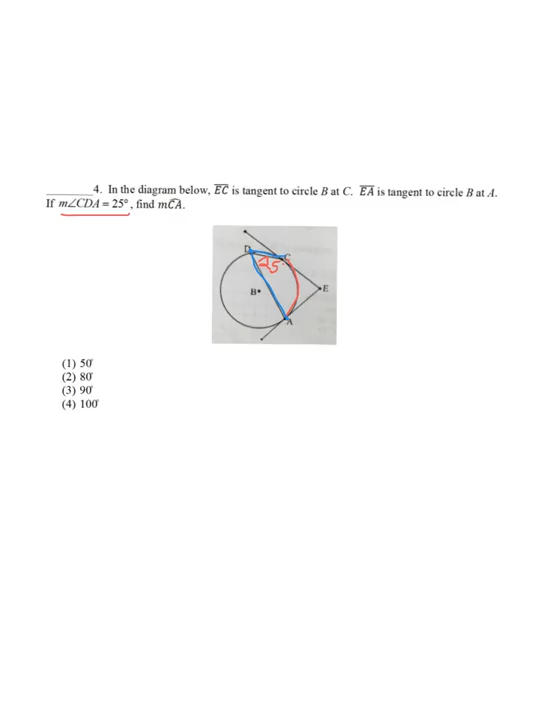 ________4. In the diagram below, EC is tangent to circle B at C. EA is tangent to circle B at A.
If m∠CDA = 25°, find mCA.
D
C
25
B
E
A
(1) 50°
(2) 80°
(3) 90°
(4) 100°